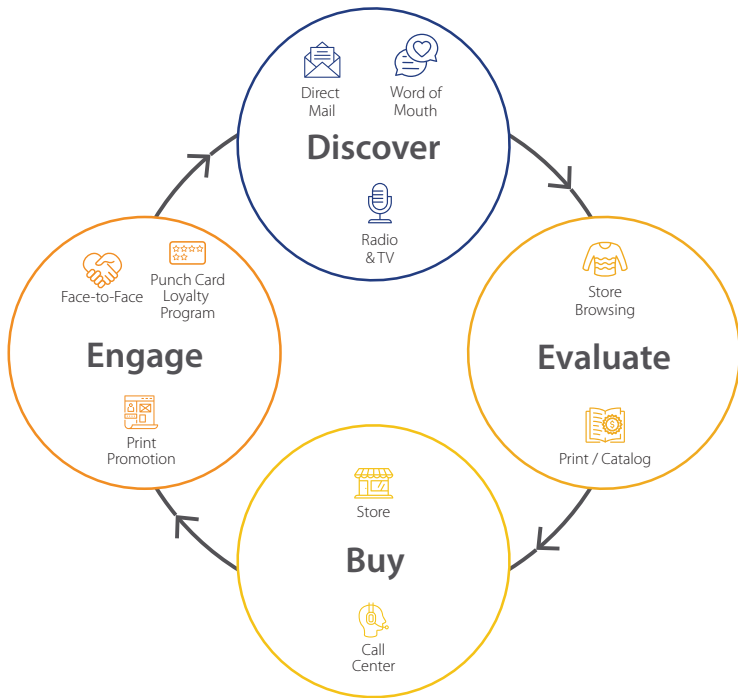 Direct
Mail
Word of
Mouth
Discover
Radio
& TV
Face-to-Face
Punch Card
Loyalty
Program
Engage
Print
Promotion
Store
Browsing
Evaluate
Print / Catalog
Store
Buy
Call
Center